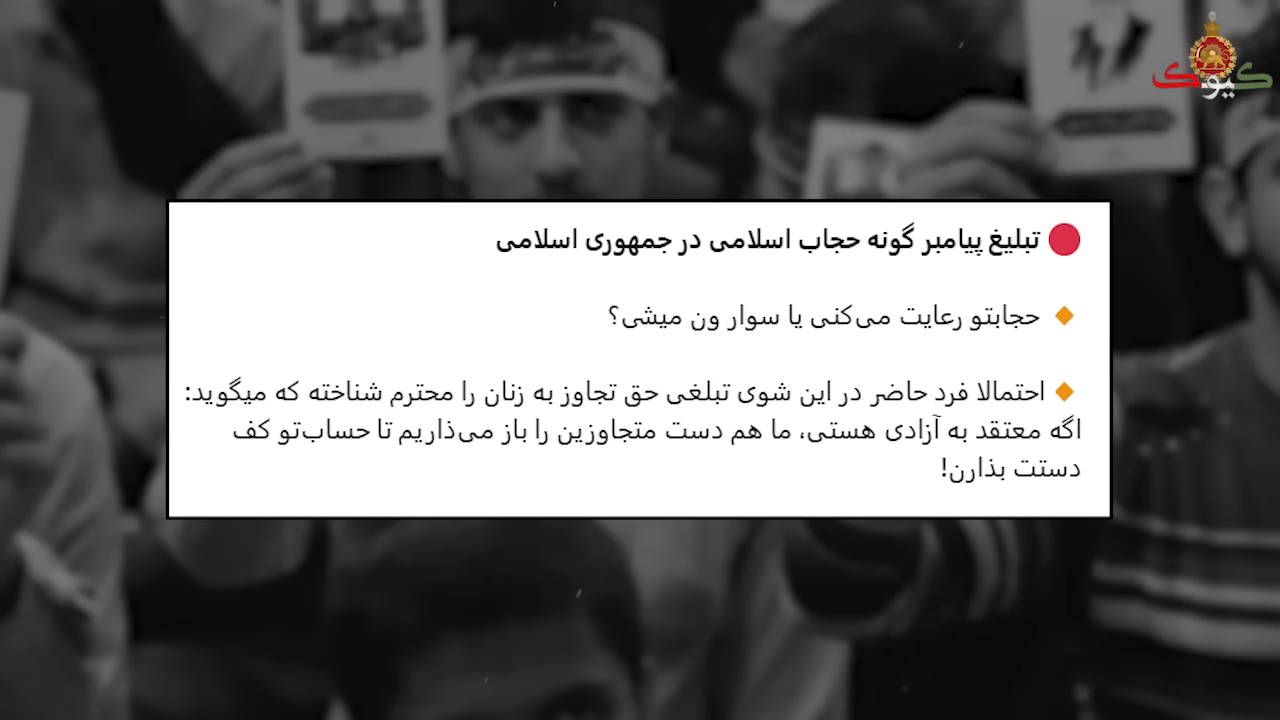 کیوک
🔴 تبلیغ پیامبر گونه حجاب اسلامی در جمهوری اسلامی
🔸 حجابتو رعایت می‌کنی یا سوار ون میشی؟
🔸 احتمالا فرد حاضر در این شوی تبلغی حق تجاوز به زنان را محترم شناخته که میگوید:
اگه معتقد به آزادی هستی، ما هم دست متجاوزین را باز می‌ذاریم تا حساب‌تو کف
دستت بذارن!